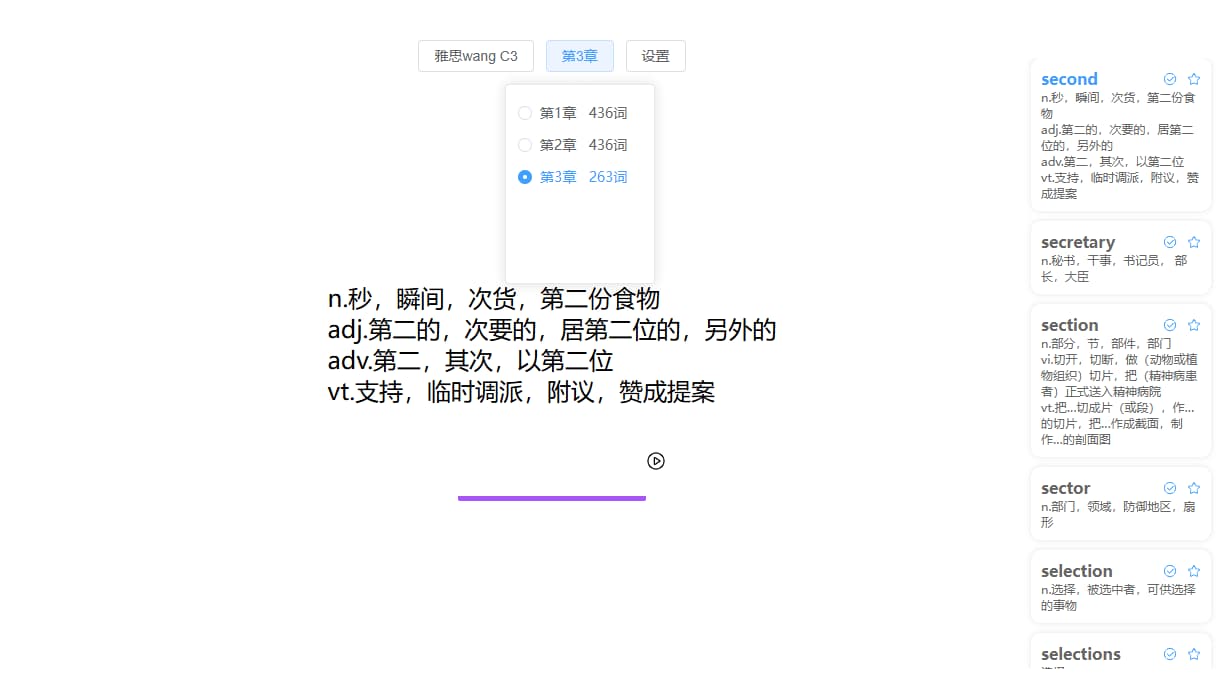 雅思wang C3 第3章 设置
第1章 436词
第2章 436词
第3章 263词
n.秒，瞬间，次货，第二份食物
adj.第二的，次要的，居第二位的，另外的
adv.第二，其次，以第二位
vt.支持，临时调派，附议，赞成提案
second
n.秒，瞬间，次货，第二份食
物
adj.第二的，次要的，居第二
位的，另外的
adv.第二，其次，以第二位
vt.支持，临时调派，附议，赞
成提案
secretary
n.秘书，干事，书记员， 部
长，大臣
section
n.部分，节，部件，部门
vi.切开，切断，做（动物或植
物组织）切片，把（精神病患
者）正式送入精神病院
vt.把...切成片（或段），作...
的切片，把...作成截面，制
作...的剖面图
sector
n.部门，领域，防御地区，扇
形
selection
n.选择，被选中者，可供选择
的事物
selections